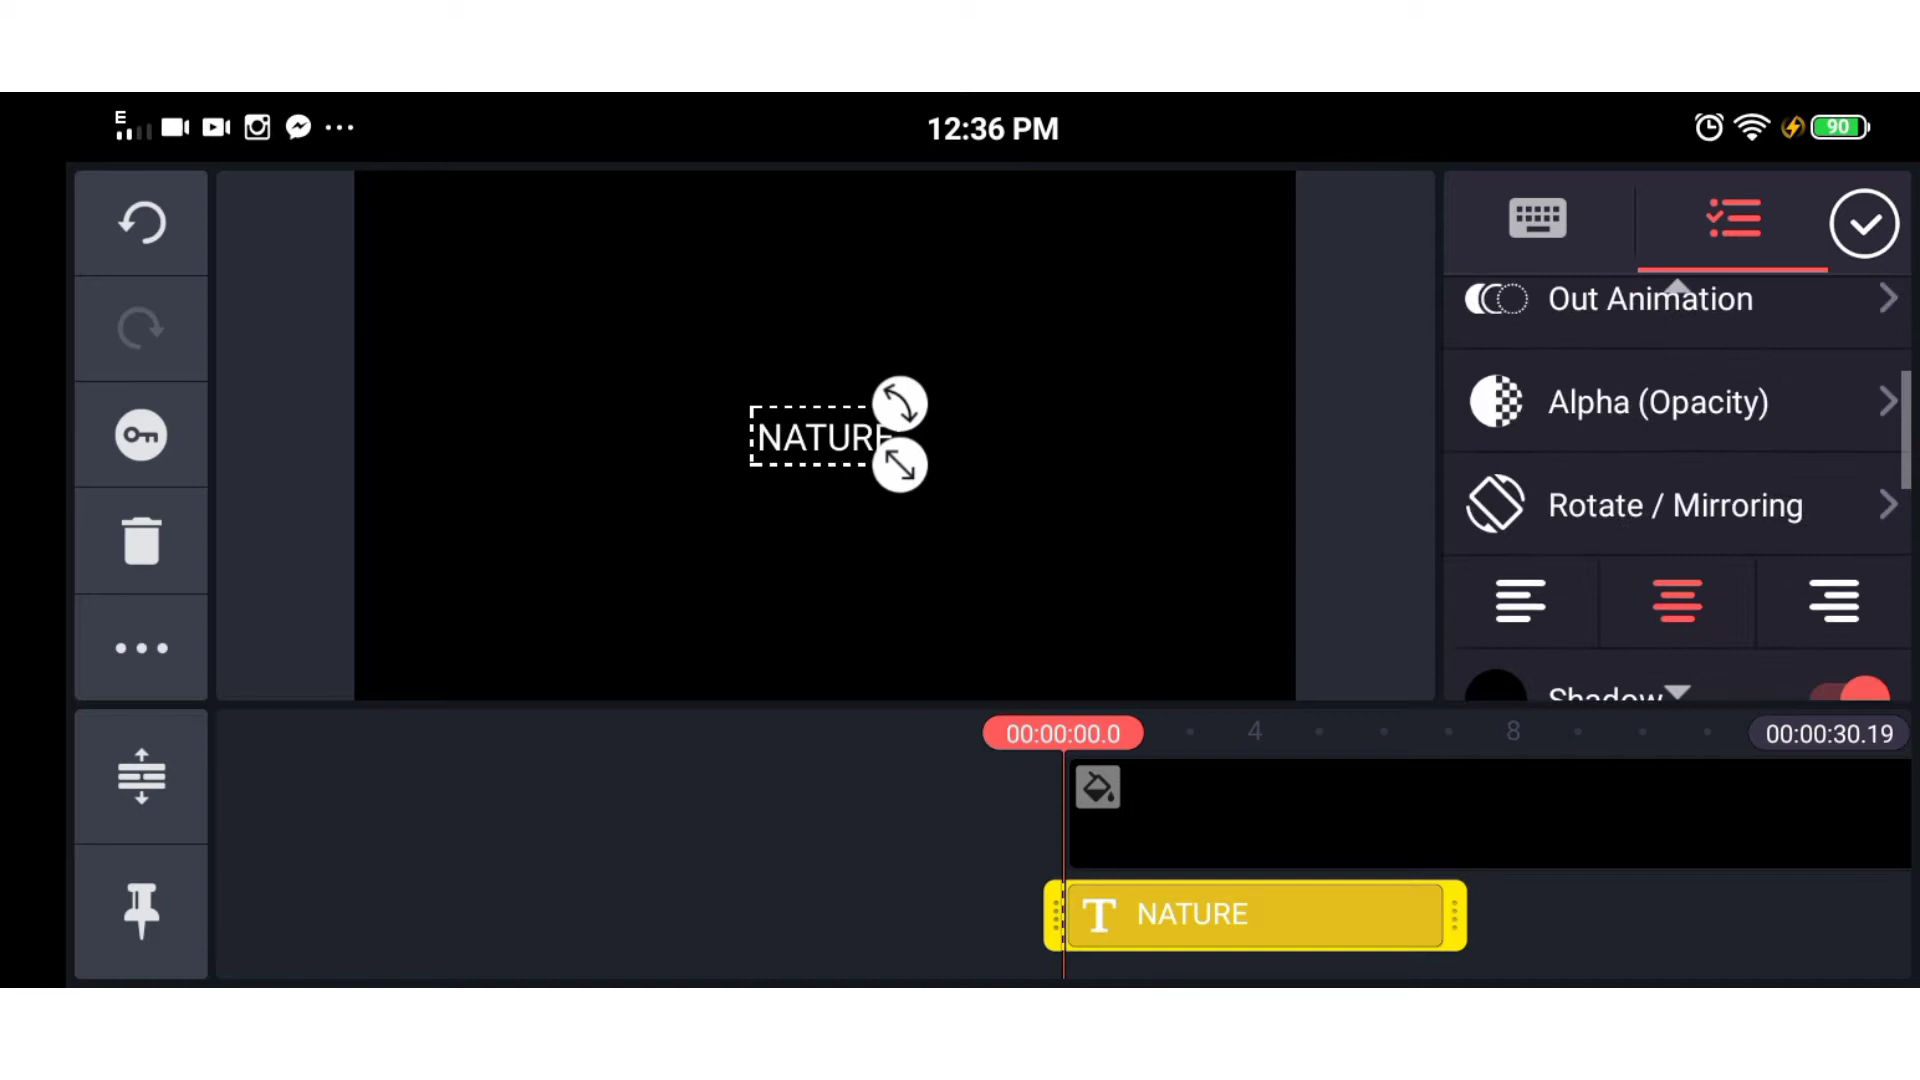 E
12:36 PM
90
Out Animation
Alpha (Opacity)
Rotate / Mirroring
Shadow
NATURE
00:00:00.0
4
8
00:00:30.19
T NATURE